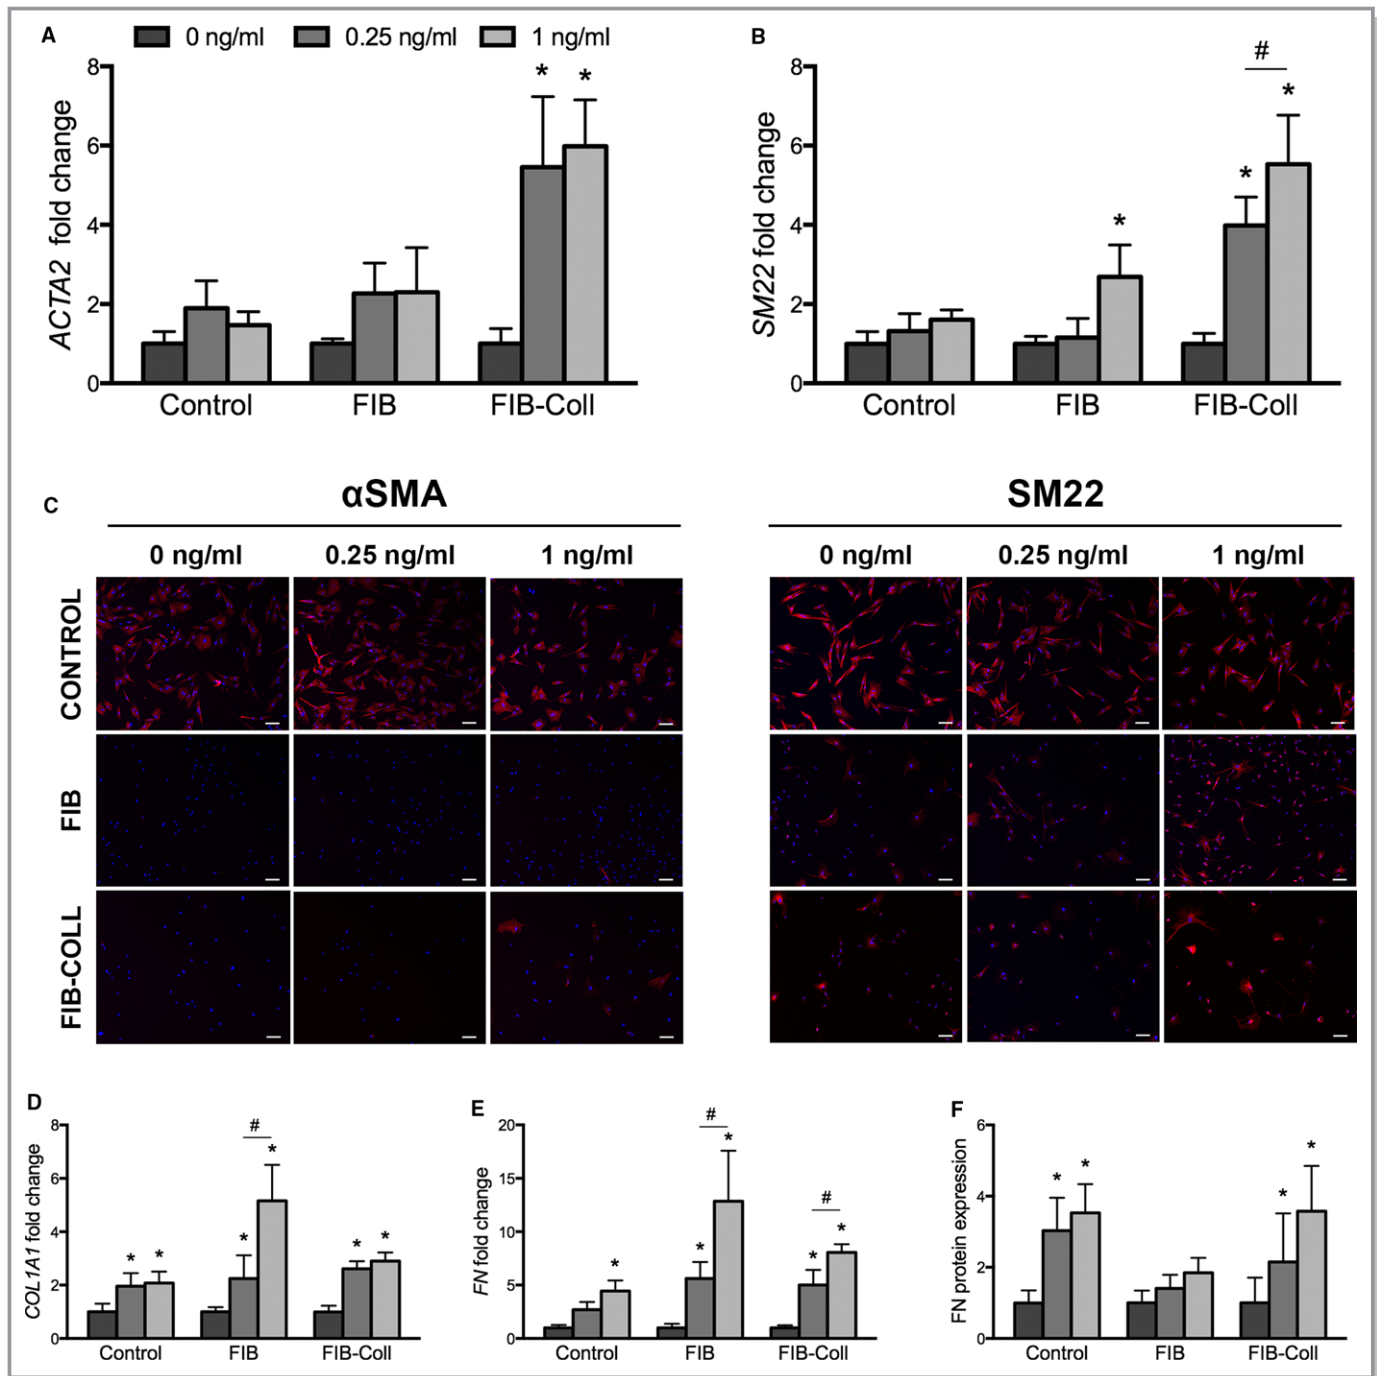 A
0 ng/ml 0.25 ng/ml 1 ng/ml
ACTA2 fold change
8
6
4
2
0
* *
Control FIB FIB-Coll
B
SM22 fold change
8
6
4
2
0
#
* * *
Control FIB FIB-Coll
C
αSMA
SM22
0 ng/ml 0.25 ng/ml 1 ng/ml
0 ng/ml 0.25 ng/ml 1 ng/ml
CONTROL
FIB
FIB-COLL
D
COL1A1 fold change
8
6
4
2
0
#
* * * * * *
Control FIB FIB-Coll
E
FN fold change
20
15
10
5
0
# #
* * * * *
Control FIB FIB-Coll
F
FN protein expression
6
4
2
0
* * * *
Control FIB FIB-Coll